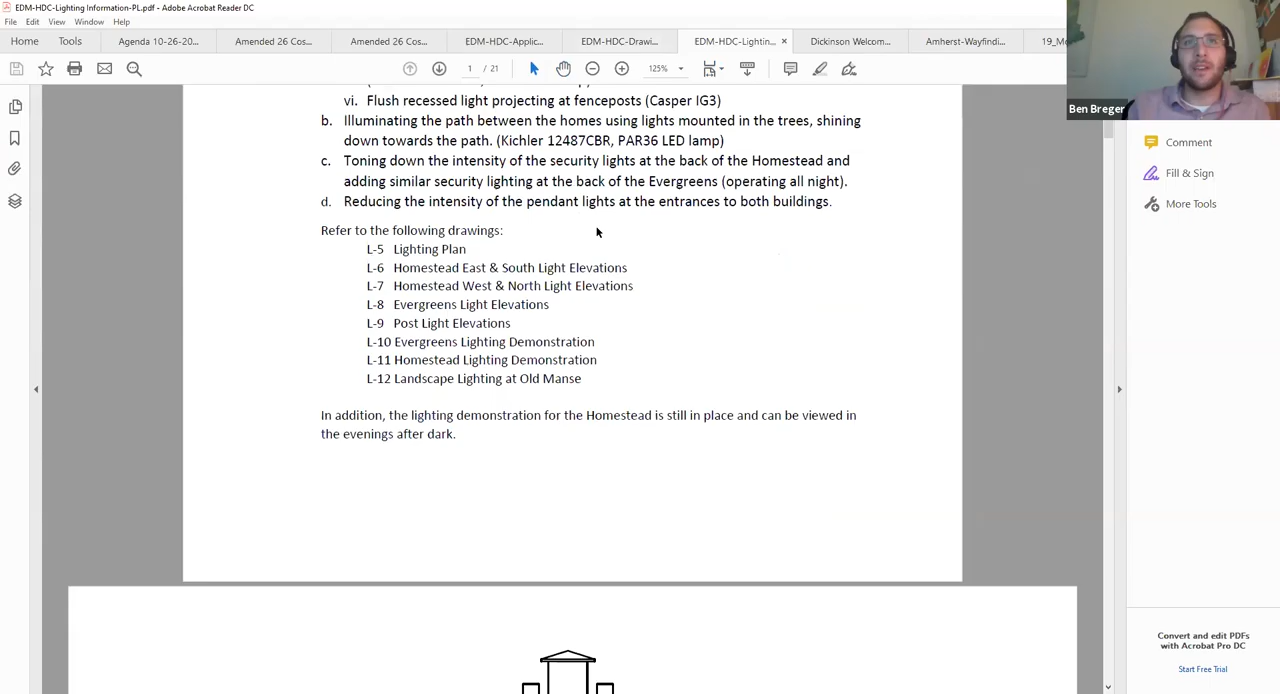 EDM-HDC-Lighting Information-PL.pdf - Adobe Acrobat Reader DC
File Edit View Window Help
Home Tools Agenda 10-26-20... Amended 26 Cos... Amended 26 Cos... EDM-HDC-Applic... EDM-HDC-Drawi... EDM-HDC-Lightin... × Dickinson Welcom... Amherst-Wayfindi...
1 / 21 125%
Ben Breger
vi. Flush recessed light projecting at fenceposts (Casper IG3)
b. Illuminating the path between the homes using lights mounted in the trees, shining
down towards the path. (Kichler 12487CBR, PAR36 LED lamp)
c. Toning down the intensity of the security lights at the back of the Homestead and
adding similar security lighting at the back of the Evergreens (operating all night).
d. Reducing the intensity of the pendant lights at the entrances to both buildings.
Refer to the following drawings:
L-5 Lighting Plan
L-6 Homestead East & South Light Elevations
L-7 Homestead West & North Light Elevations
L-8 Evergreens Light Elevations
L-9 Post Light Elevations
L-10 Evergreens Lighting Demonstration
L-11 Homestead Lighting Demonstration
L-12 Landscape Lighting at Old Manse
In addition, the lighting demonstration for the Homestead is still in place and can be viewed in
the evenings after dark.
Comment
Fill & Sign
More Tools
Convert and edit PDFs
with Acrobat Pro DC
Start Free Trial